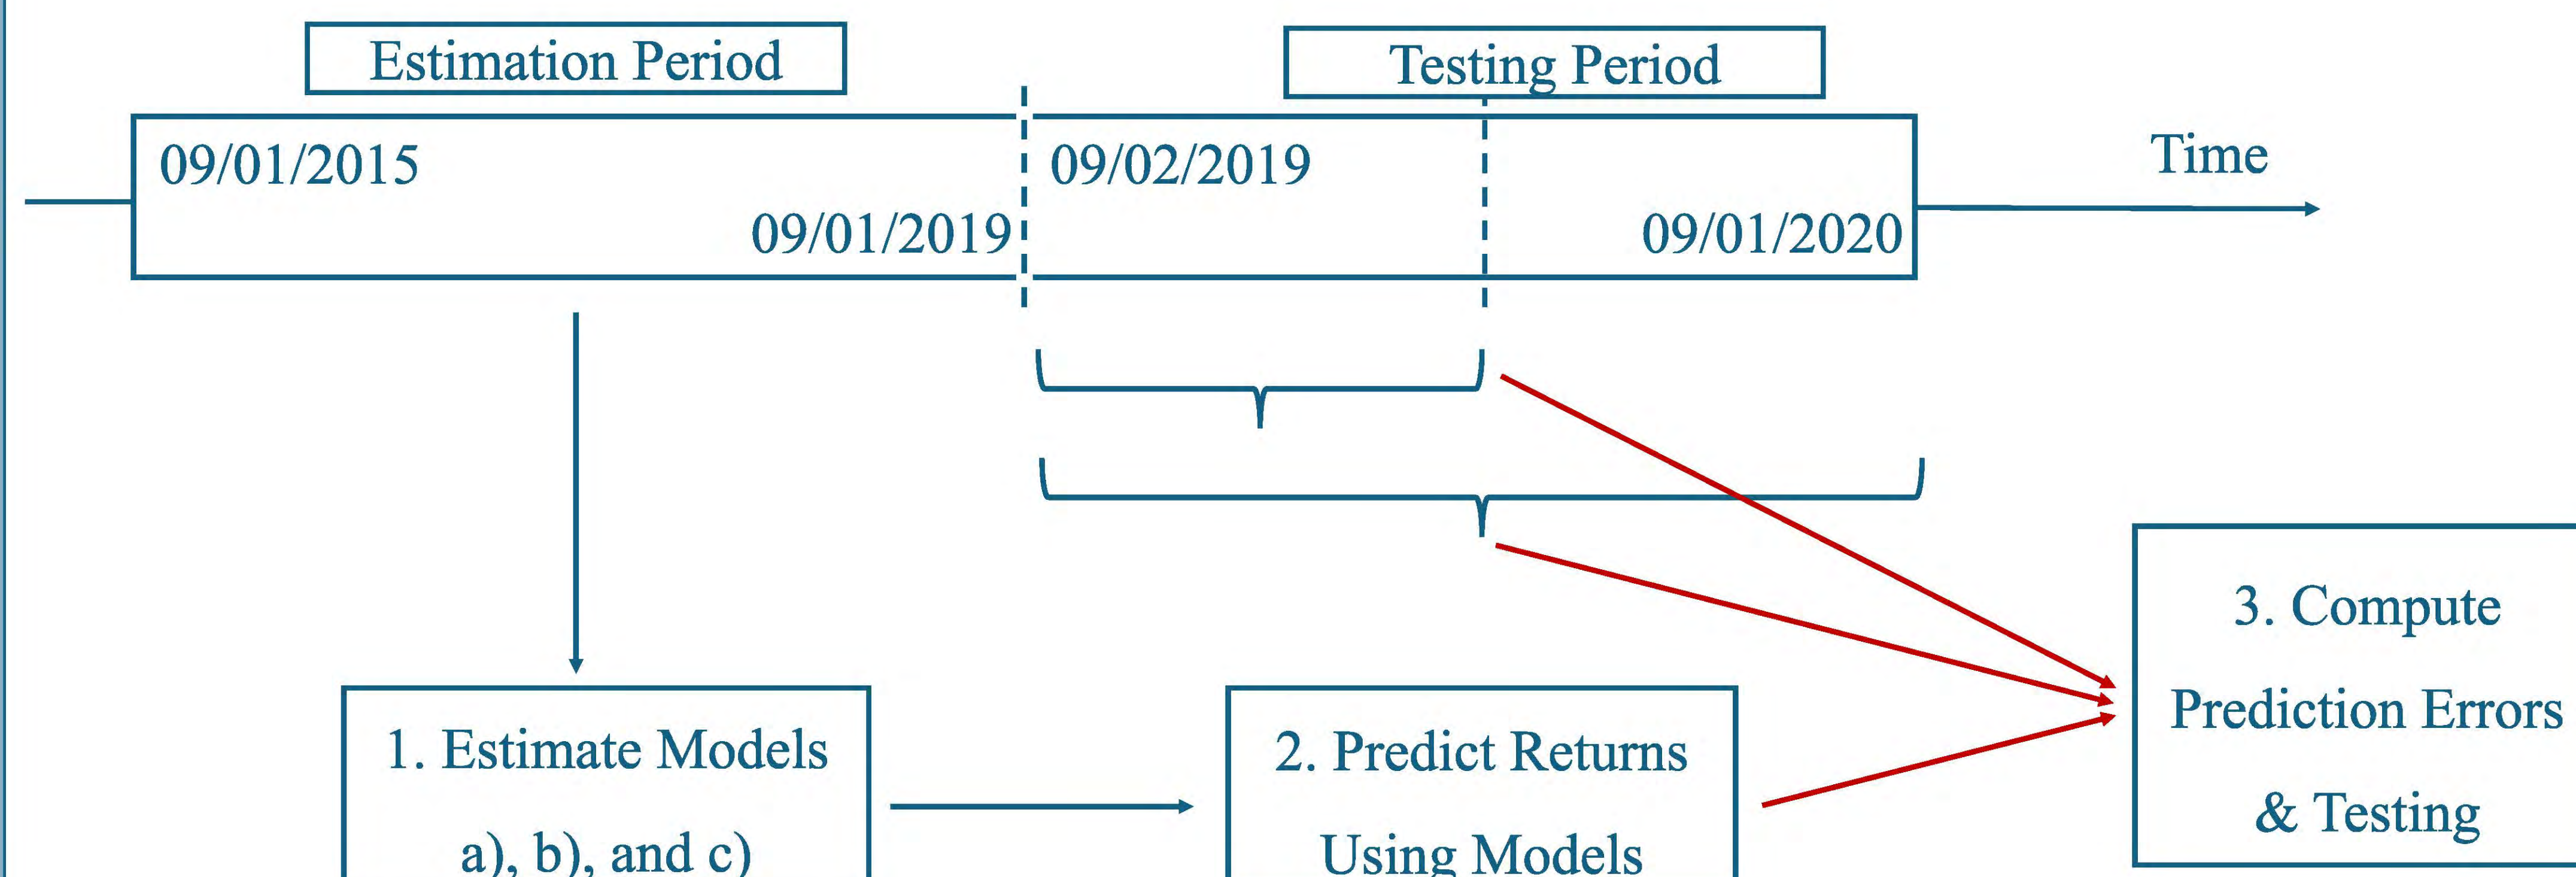 Estimation Period
Testing Period
09/01/2015
09/01/2019
09/02/2019
09/01/2020
Time
1. Estimate Models
a), b), and c)
2. Predict Returns
Using Models
3. Compute
Prediction Errors
& Testing